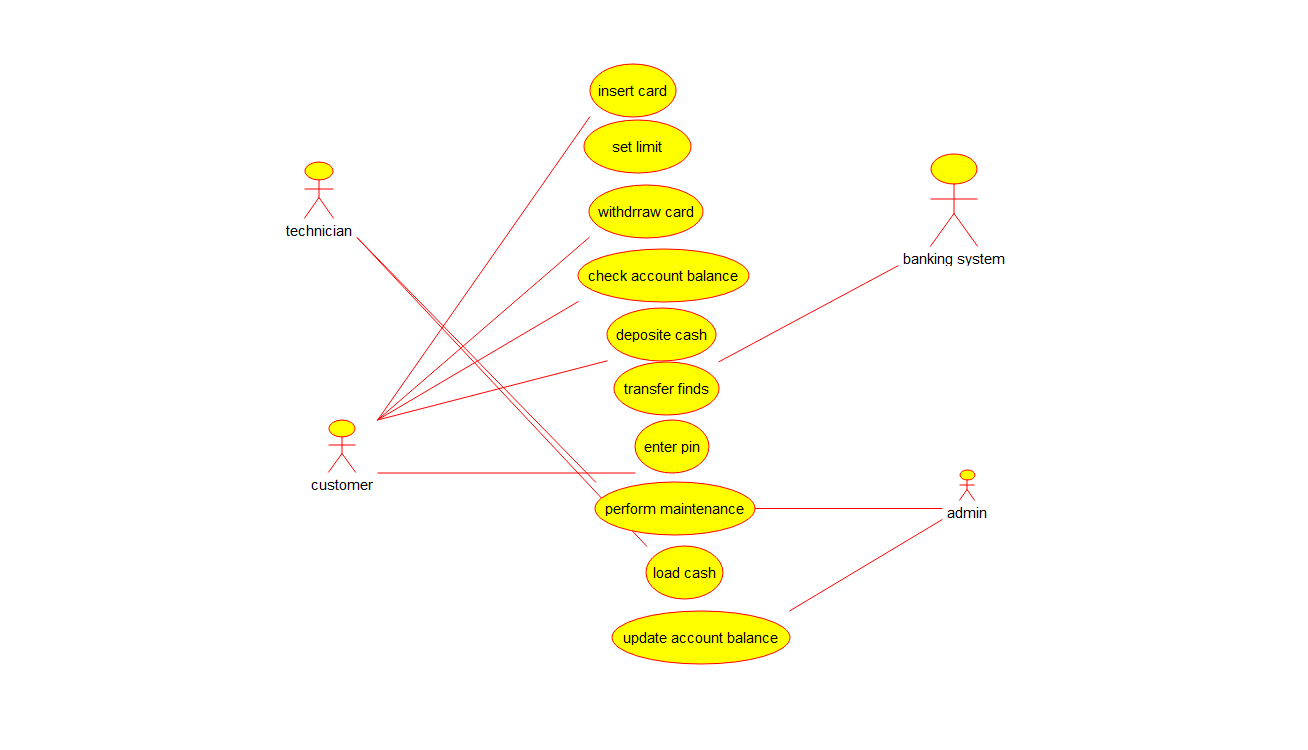 insert card
set limit
technician
withdrraw card
banking system
check account balance
deposite cash
transfer finds
enter pin
customer
perform maintenance
admin
load cash
update account balance